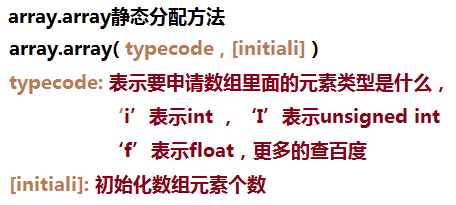 array.array静态分配方法
array.array( typecode，[initiali] )
typecode: 表示要申请数组里面的元素类型是什么，
‘i’表示int ，‘I’表示unsigned int
‘f’表示float，更多的查百度
[initiali]: 初始化数组元素个数